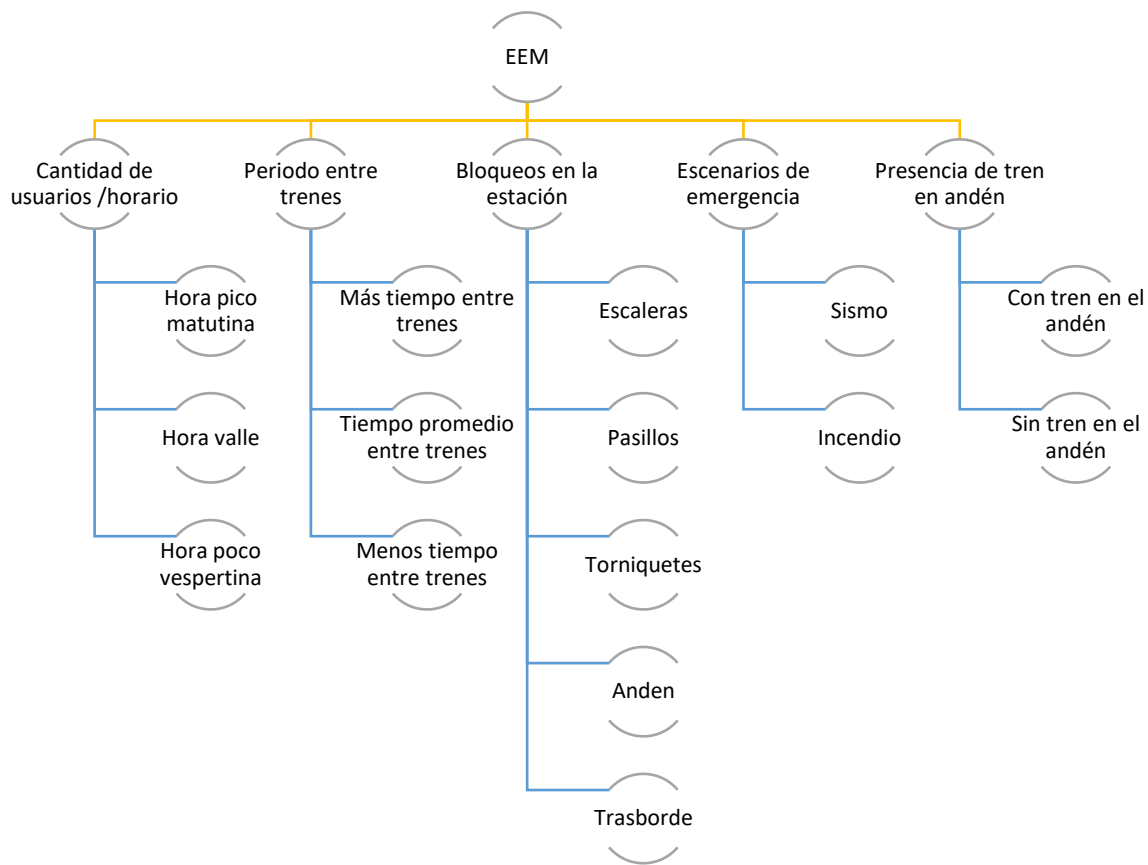 EEM
Cantidad de
usuarios /horario
Periodo entre
trenes
Bloqueos en la
estación
Escenarios de
emergencia
Presencia de tren
en andén
Hora pico
matutina
Hora valle
Hora poco
vespertina
Más tiempo entre
trenes
Tiempo promedio
entre trenes
Menos tiempo
entre trenes
Escaleras
Pasillos
Torniquetes
Anden
Trasborde
Sismo
Incendio
Con tren en el
andén
Sin tren en el
andén